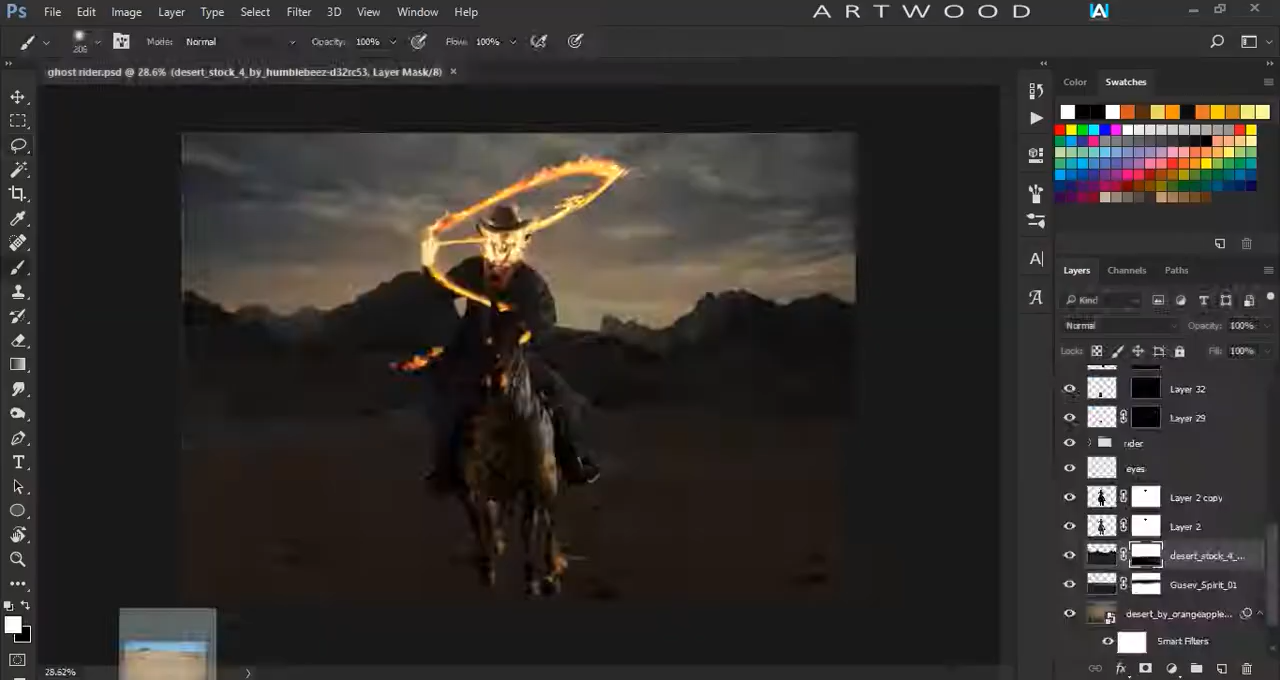 Ps File Edit Image Layer Type Select Filter 3D View Window Help
ARTWOOD
206 Mode: Normal Opacity: 100% Flow: 100%
ghost rider.psd @ 28.6% (desert_stock_4_by_humblebeez-d32rc53, Layer Mask/8) ×
Color Swatches
Layers Channels Paths
Kind
Normal Opacity: 100%
Locks: Fill: 100%
Layer 32
Layer 29
rider
eyes
Layer 2 copy
Layer 2
desert_stock_4_...
Gusev_Spirit_01
desert_by_orangeapple...
Smart Filters
28.62%
fx